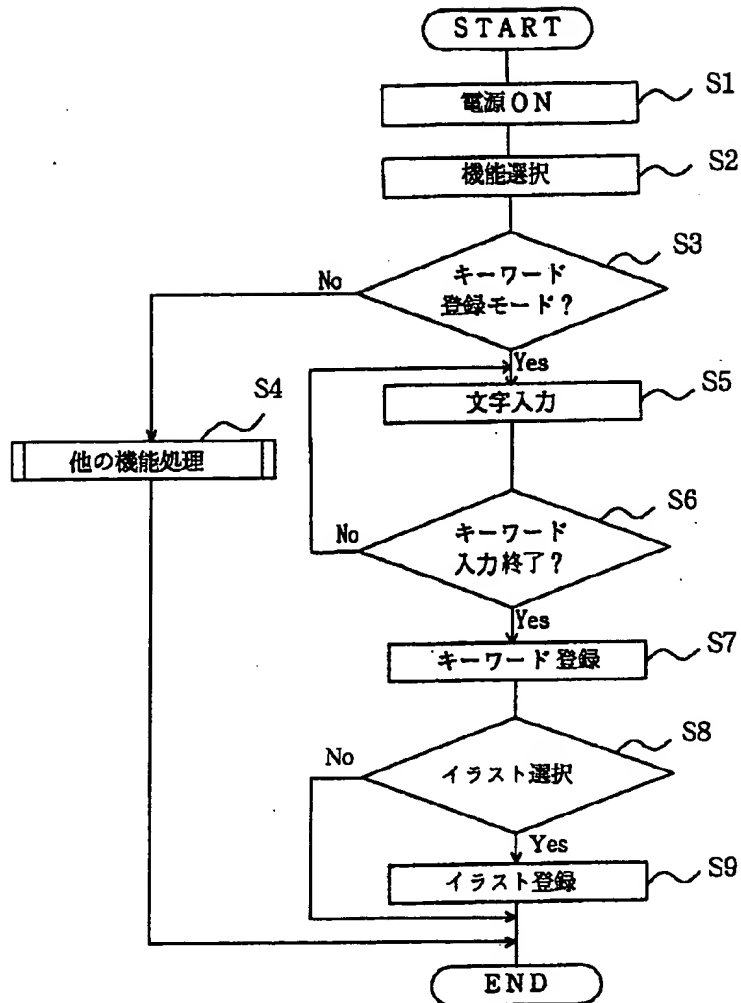 START
電源ON
S1
機能選択
S2
キーワード
登録モード？
S3
No
Yes
文字入力
S5
S4
他の機能処理
キーワード
入力終了？
S6
No
Yes
キーワード登録
S7
イラスト選択
S8
No
Yes
イラスト登録
S9
END